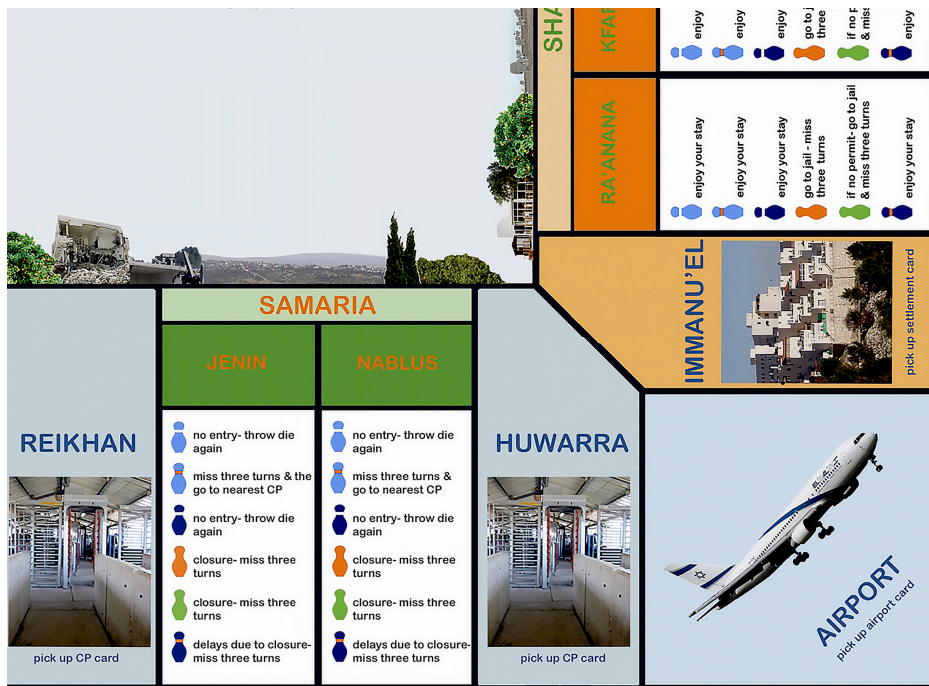 SHA
KFAR
enjoy
enjoy
enjoy
go to j
three
if no p
& miss
enjoy
RA'ANANA
enjoy your stay
enjoy your stay
enjoy your stay
go to jail - miss
three turns
if no permit- go to jail
& miss three turns
enjoy your stay
IMMANU'EL
pick up settlement card
SAMARIA
JENIN
no entry- throw die
again
miss three turns & the
go to nearest CP
no entry- throw die
again
closure- miss three
turns
closure- miss three
turns
delays due to closure-
miss three turns
NABLUS
no entry- throw die
again
miss three turns &
go to nearest CP
no entry- throw die
again
closure- miss three
turns
closure- miss three
turns
delays due to closure-
miss three turns
REIKHAN
pick up CP card
HUWARRA
pick up CP card
AIRPORT
pick up airport card